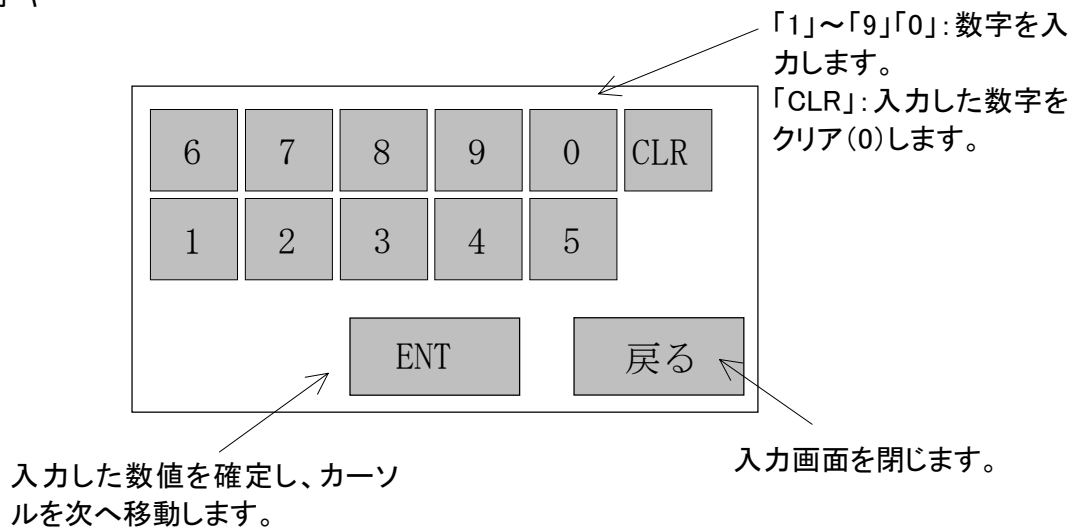 「1」～「9」「0」：数字を入
力します。
「CLR」：入力した数字を
クリア（0）します。
6 7 8 9 0 CLR
1 2 3 4 5
ENT 戻る
入力した数値を確定し、カーソ
ルを次へ移動します。
入力画面を閉じます。